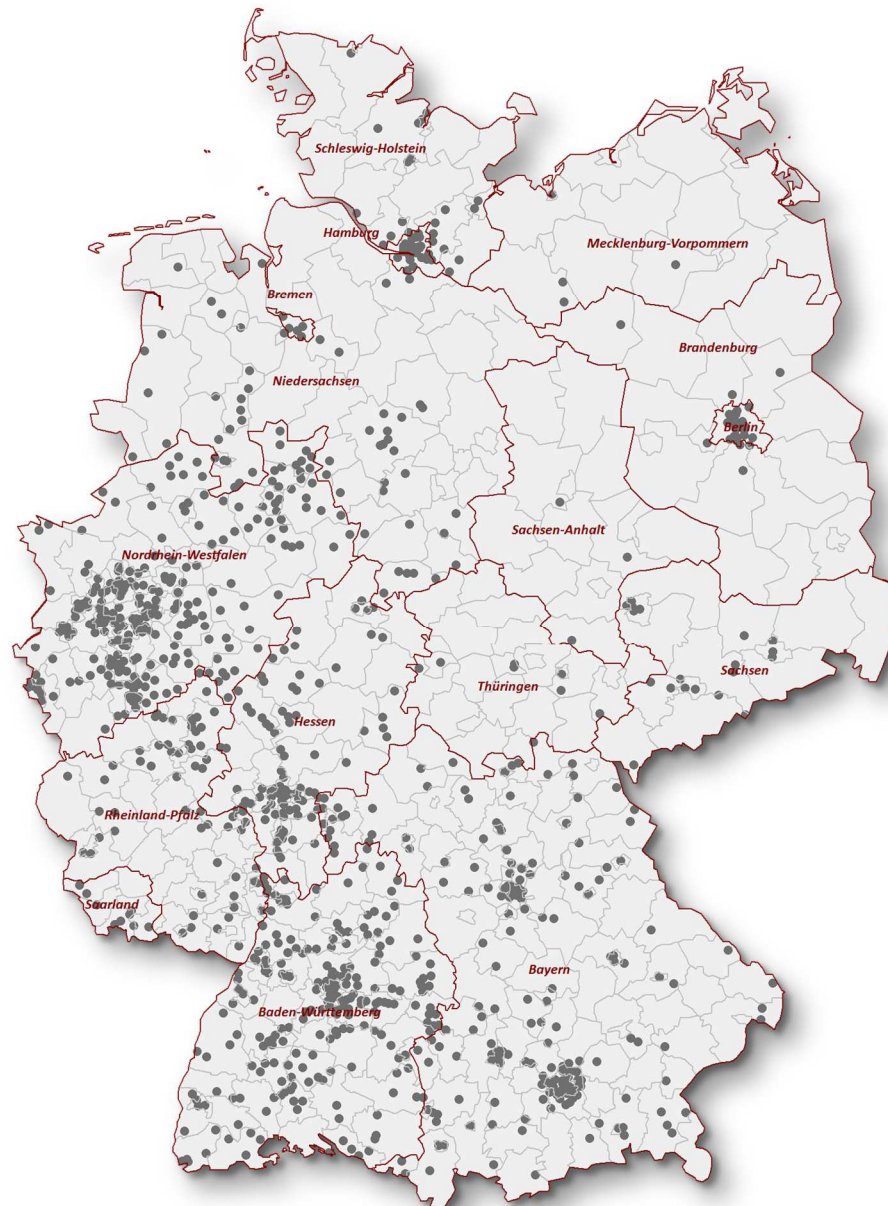 Schleswig-Holstein
Hamburg
Mecklenburg-Vorpommern
Bremen
Brandenburg
Niedersachsen
Berlin
Sachsen-Anhalt
Nordrhein-Westfalen
Sachsen
Thüringen
Hessen
Rheinland-Pfalz
Saarland
Bayern
Baden-Württemberg